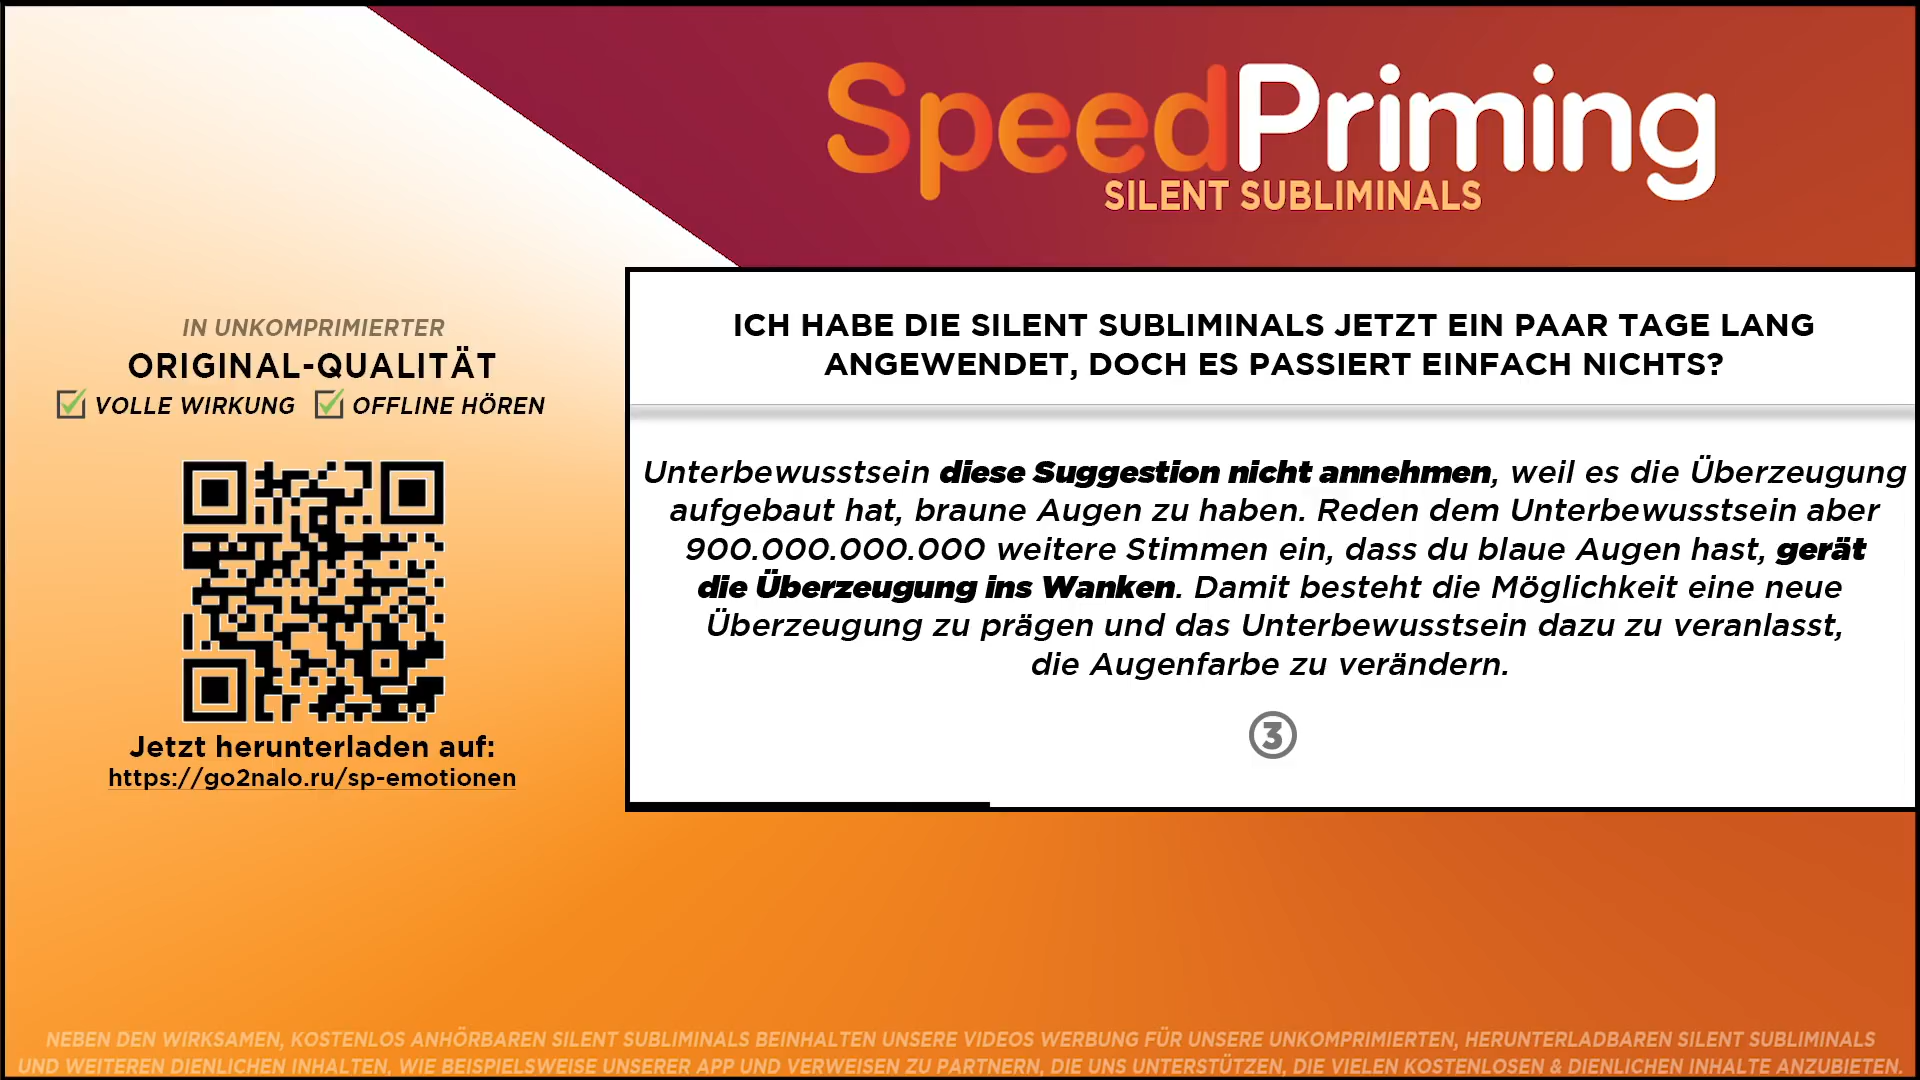 SpeedPriming
SILENT SUBLIMINALS
IN UNKOMPRIMIERTER
ORIGINAL-QUALITÄT
VOLLE WIRKUNG OFFLINE HÖREN
Jetzt herunterladen auf:
https://go2nalo.ru/sp-emotionen
ICH HABE DIE SILENT SUBLIMINALS JETZT EIN PAAR TAGE LANG
ANGEWENDET, DOCH ES PASSIERT EINFACH NICHTS?
Unterbewusstsein diese Suggestion nicht annehmen, weil es die Überzeugung
aufgebaut hat, braune Augen zu haben. Reden dem Unterbewusstsein aber
900.000.000.000 weitere Stimmen ein, dass du blaue Augen hast, gerät
die Überzeugung ins Wanken. Damit besteht die Möglichkeit eine neue
Überzeugung zu prägen und das Unterbewusstsein dazu zu veranlasst,
die Augenfarbe zu verändern.
3
NEBEN DEN WIRKSAMEN, KOSTENLOS ANHÖRBAREN SILENT SUBLIMINALS BEINHALTEN UNSERE VIDEOS WERBUNG FÜR UNSERE UNKOMPRIMIERTEN, HERUNTERLADBAREN SILENT SUBLIMINALS
UND WEITEREN DIENLICHEN INHALTEN, WIE BEISPIELSWEISE UNSERER APP UND VERWEISEN ZU PARTNERN, DIE UNS UNTERSTÜTZEN, DIE VIELEN KOSTENLOSEN & DIENLICHEN INHALTE ANZUBIETEN.